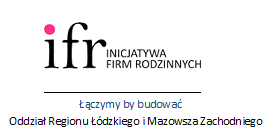 ifr INICJATYWA
FIRM RODZINNYCH
Łączymy by budować
Oddział Regionu Łódzkiego i Mazowsza Zachodniego